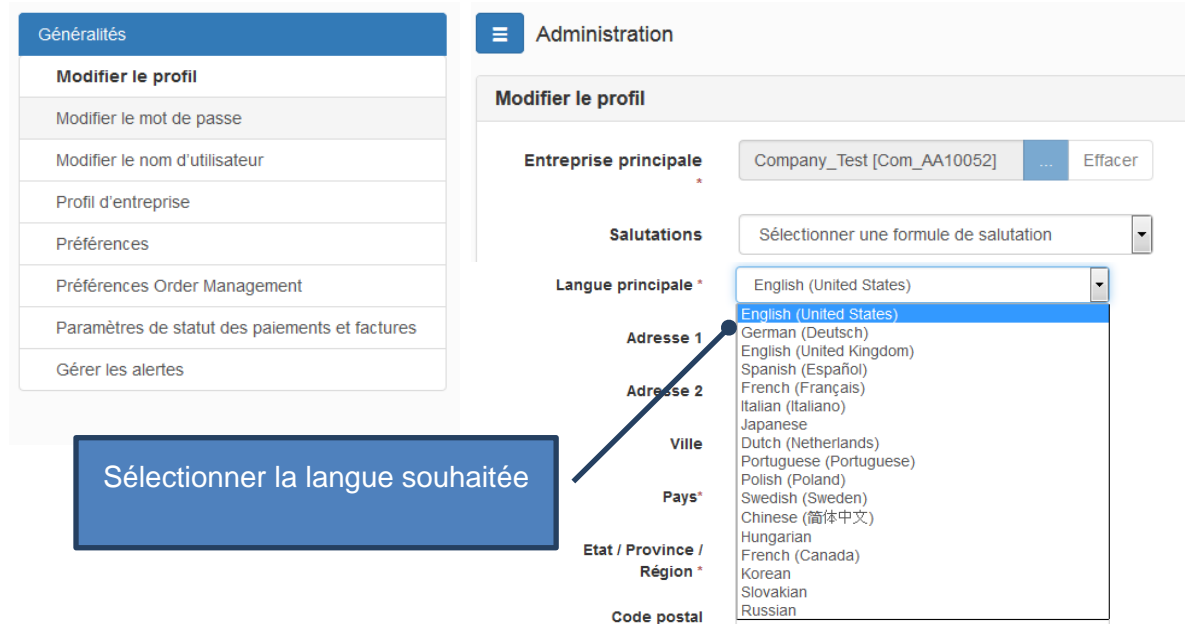 Généralités
Modifier le profil
Modifier le mot de passe
Modifier le nom d'utilisateur
Profil d'entreprise
Préférences
Préférences Order Management
Paramètres de statut des paiements et factures
Gérer les alertes
Administration
Modifier le profil
Entreprise principale *
Company_Test [Com_AA10052] ... Effacer
Salutations Sélectionner une formule de salutation
Langue principale * English (United States)
English (United States)
German (Deutsch)
English (United Kingdom)
Spanish (Español)
French (Français)
Italian (Italiano)
Japanese
Dutch (Netherlands)
Portuguese (Portuguese)
Polish (Poland)
Swedish (Sweden)
Chinese (简体中文)
Hungarian
French (Canada)
Korean
Slovakian
Russian
Adresse 1
Adresse 2
Ville
Pays*
Etat / Province /
Région *
Code postal
Sélectionner la langue souhaitée